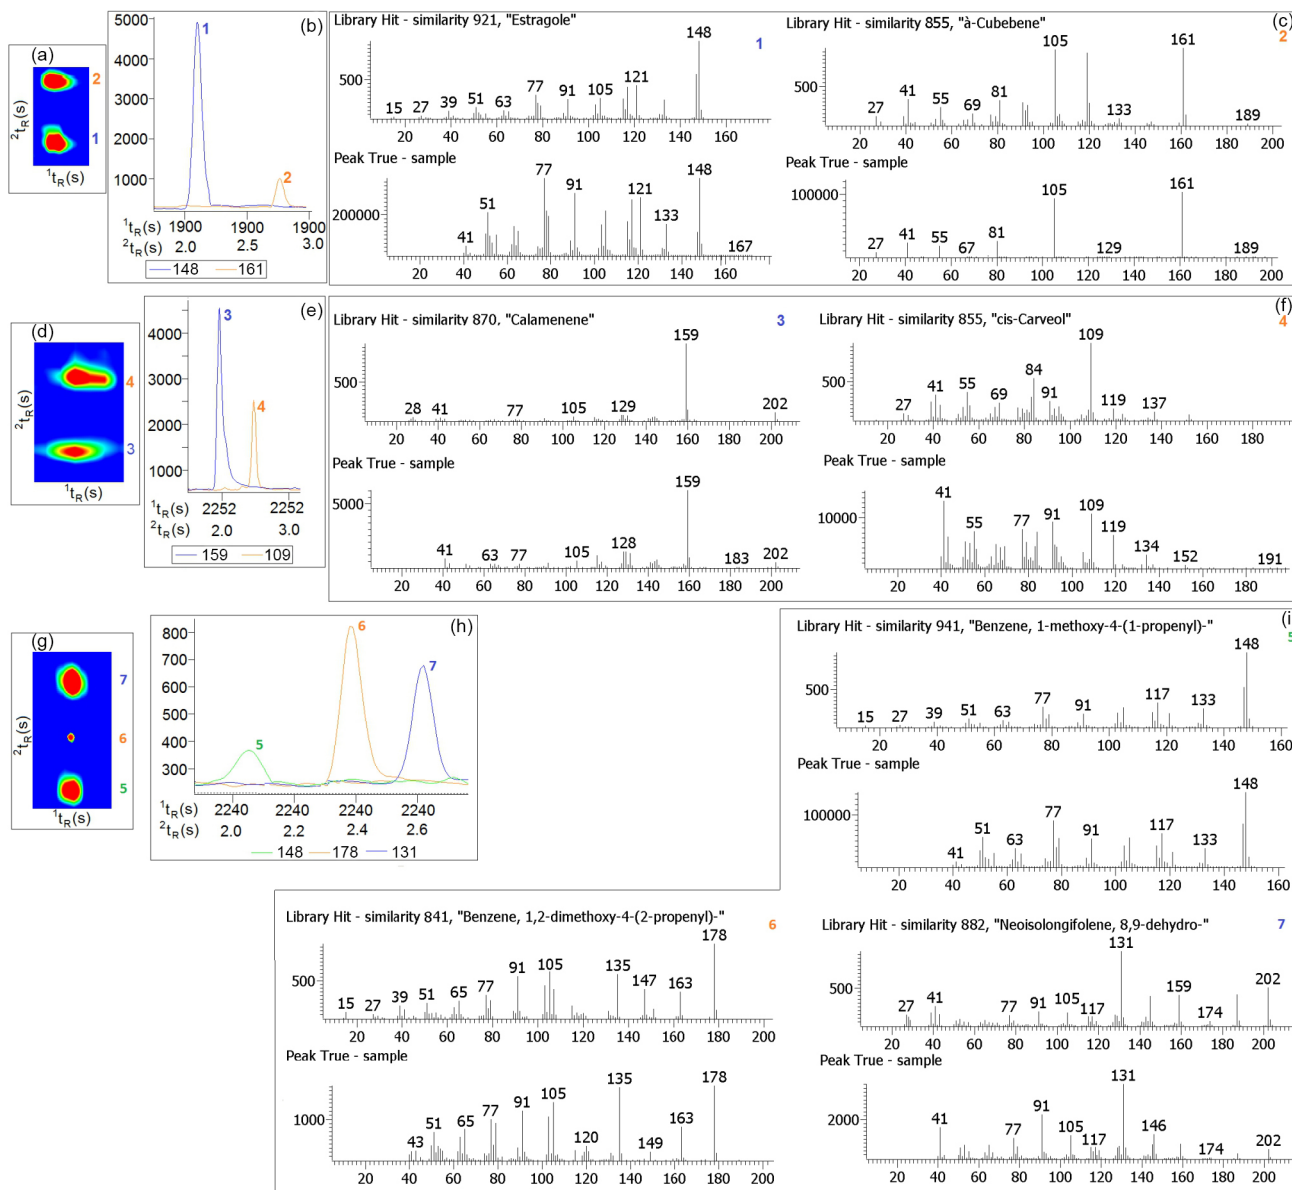 (a)
2
1
²tR(s)
¹tR(s)
(b)
5000
4000
3000
2000
1000
1
2
¹tR(s) 1900 1900 1900
²tR(s) 2.0 2.5 3.0
148 161
Library Hit - similarity 921, "Estragole"
1
500
15 27 39 51 63 77 91 105 121 148
20 40 60 80 100 120 140 160
Peak True - sample
200000
41 51 77 91 121 133 148 167
20 40 60 80 100 120 140 160
(c)
Library Hit - similarity 855, "à-Cubebene"
2
500
27 41 55 69 81 105 133 161 189
20 40 60 80 100 120 140 160 180 200
Peak True - sample
100000
27 41 55 67 81 105 129 161 189
20 40 60 80 100 120 140 160 180 200
(d)
4
3
²tR(s)
¹tR(s)
(e)
4000
3000
2000
1000
3
4
¹tR(s) 2252 2252
²tR(s) 2.0 3.0
159 109
Library Hit - similarity 870, "Calamenene"
3
500
28 41 77 105 129 159 202
20 40 60 80 100 120 140 160 180 200
Peak True - sample
5000
41 63 77 105 128 159 183 202
20 40 60 80 100 120 140 160 180 200
(f)
Library Hit - similarity 855, "cis-Carveol"
4
500
27 41 55 69 84 91 109 119 137
20 40 60 80 100 120 140 160 180 200
Peak True - sample
10000
41 55 77 91 109 119 134 152 191
20 40 60 80 100 120 140 160 180 200
(g)
7
6
5
²tR(s)
¹tR(s)
(h)
800
700
600
500
400
300
5
6
7
¹tR(s) 2240 2240 2240 2240
²tR(s) 2.0 2.2 2.4 2.6
148 178 131
(i)
Library Hit - similarity 941, "Benzene, 1-methoxy-4-(1-propenyl)-"
5
500
15 27 39 51 63 77 91 117 133 148
20 40 60 80 100 120 140 160
Peak True - sample
100000
41 51 63 77 91 117 133 148
20 40 60 80 100 120 140 160
Library Hit - similarity 841, "Benzene, 1,2-dimethoxy-4-(2-propenyl)-"
6
500
15 27 39 51 65 77 91 105 135 147 163 178
20 40 60 80 100 120 140 160 180 200
Peak True - sample
1000
43 51 65 77 91 105 120 135 149 163 178
20 40 60 80 100 120 140 160 180 200
Library Hit - similarity 882, "Neoisolongifolene, 8,9-dehydro-"
7
500
27 41 77 91 105 117 131 159 174 202
20 40 60 80 100 120 140 160 180 200
Peak True - sample
2000
41 77 91 105 117 131 146 174 202
20 40 60 80 100 120 140 160 180 200